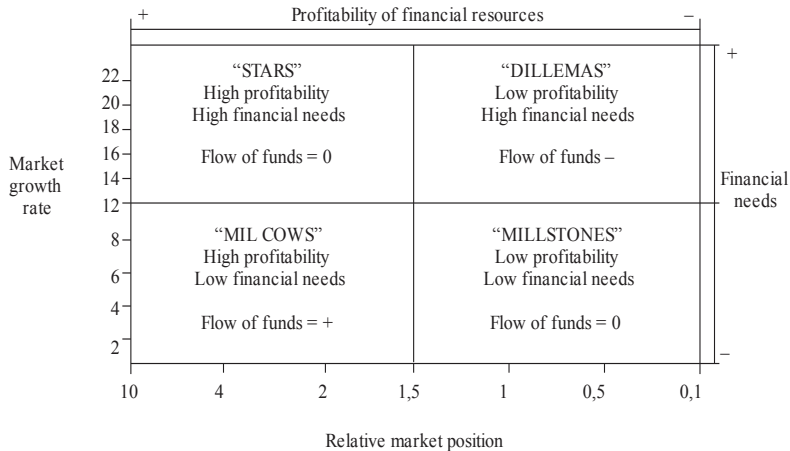 + Profitability of financial resources –
“STARS”
High profitability
High financial needs
Flow of funds = 0
“DILLEMAS”
Low profitability
High financial needs
Flow of funds –
“MIL COWS”
High profitability
Low financial needs
Flow of funds = +
“MILLSTONES”
Low profitability
Low financial needs
Flow of funds = 0
Market
growth
rate
22
20
18
16
14
12
8
6
4
2
+
Financial
needs
–
10 4 2 1,5 1 0,5 0,1
Relative market position